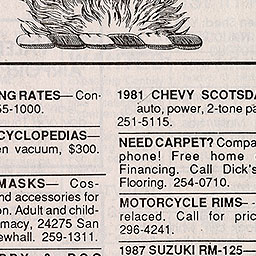 NG RATES— Con-
55-1000.
CYCLOPEDIAS—
en vacuum, $300.
MASKS— Cos-
nd accessories for
on. Adult and child-
macy, 24275 San
ewhall. 259-1311.
1981 CHEVY SCOTSDA
auto, power, 2-tone pa
251-5115.
NEED CARPET? Compa
phone! Free home
Financing. Call Dick's
Flooring. 254-0710.
MOTORCYCLE RIMS—
relaced. Call for pric
296-4241.
1987 SUZUKI RM-125—